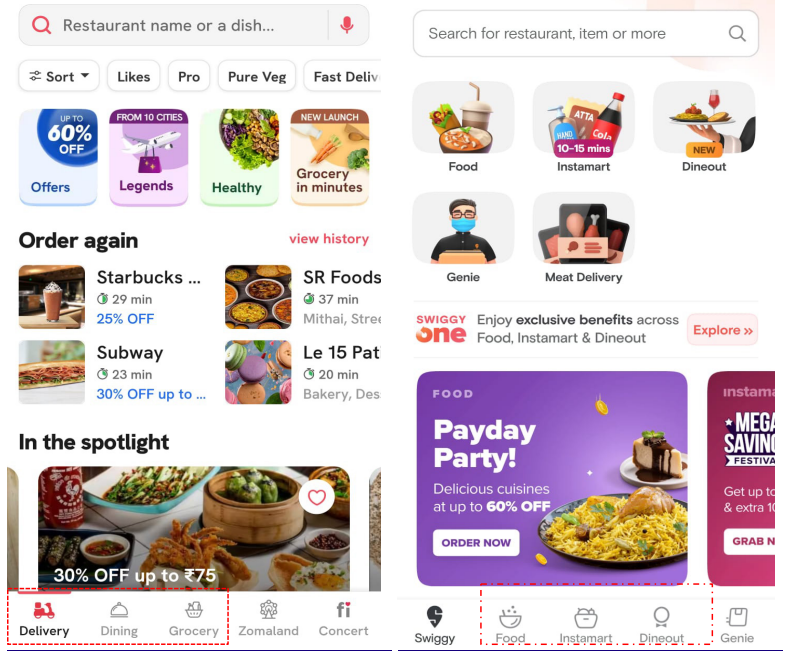 Restaurant name or a dish...
Sort
Likes
Pro
Pure Veg
Fast Deliv
UP TO
60%
OFF
Offers
FROM 10 CITIES
Legends
Healthy
NEW LAUNCH
Grocery
in minutes
Order again
view history
Starbucks ...
29 min
25% OFF
SR Foods
37 min
Mithai, Stree
Subway
23 min
30% OFF up to ...
Le 15 Pati
20 min
Bakery, Des
In the spotlight
30% OFF up to ₹75
Delivery
Dining
Grocery
Zomaland
fi
Concert
Search for restaurant, item or more
Food
ATTA
HAND
Cola
10-15 mins
Instamart
NEW
Dineout
Genie
Meat Delivery
SWIGGY
one
Enjoy exclusive benefits across
Food, Instamart & Dineout
Explore »
FOOD
Payday
Party!
Delicious cuisines
at up to 60% OFF
ORDER NOW
instama
MEGA
SAVING
FESTIVA
Get up to
& extra 10
GRAB N
Swiggy
Food
Instamart
Dineout
Genie